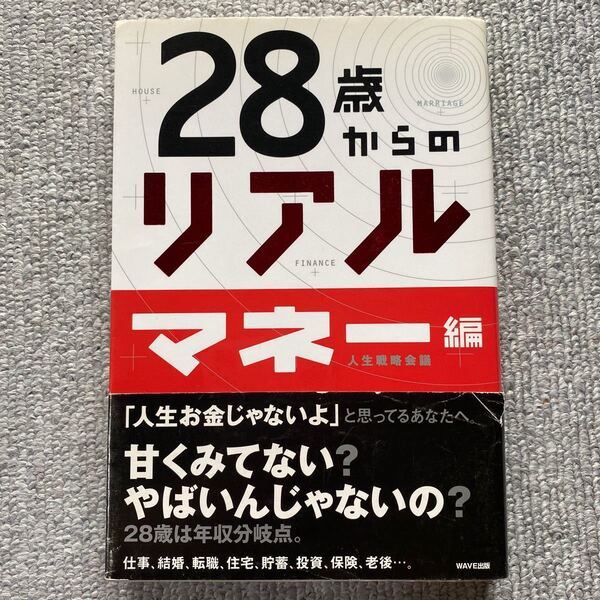 28歳
からの
HOUSE
MARRIAGE
リアル
FINANCE
マネー編
人生戦略会議
「人生お金じゃないよ」と思ってるあなたへ。
甘くみてない?
やばいんじゃないの?
28歳は年収分岐点。
仕事、結婚、転職、住宅、貯蓄、投資、保険、老後…。
WAVE出版